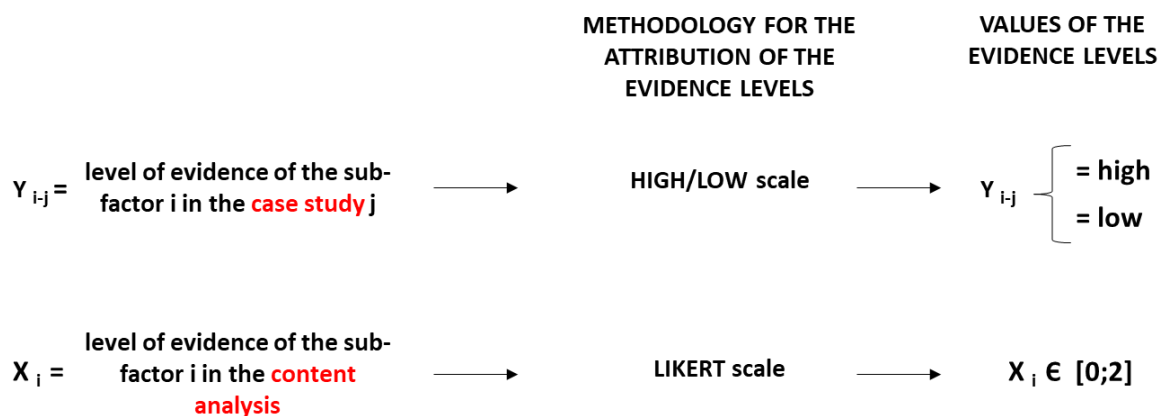 METHODOLOGY FOR THE
ATTRIBUTION OF THE
EVIDENCE LEVELS
VALUES OF THE
EVIDENCE LEVELS
Y i-j =
level of evidence of the sub-
factor i in the case study j
HIGH/LOW scale
Y i-j
= high
= low
X i =
level of evidence of the sub-
factor i in the content
analysis
LIKERT scale
X i Є [0;2]